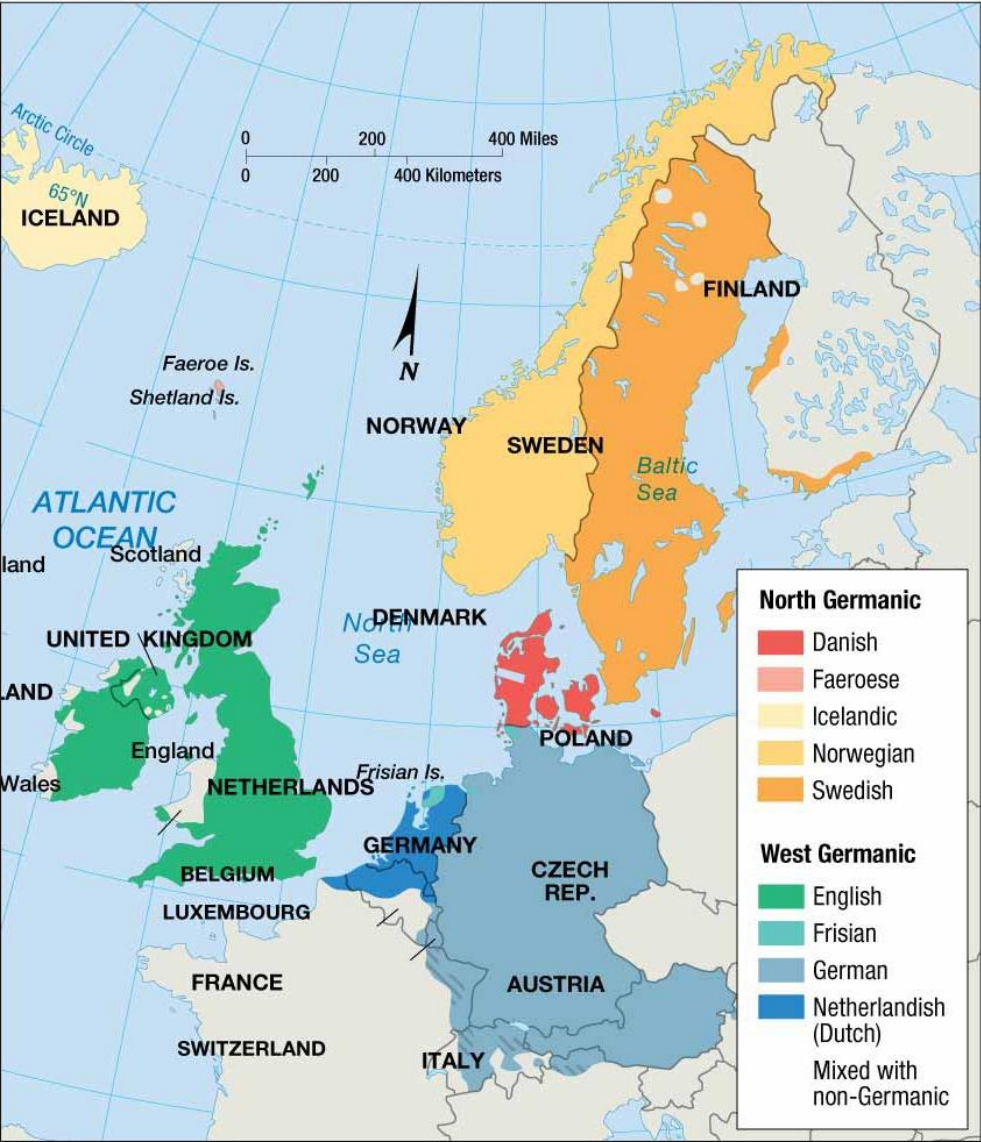 Arctic Circle
0 200 400 Miles
0 200 400 Kilometers
65°N
ICELAND
FINLAND
N
Faeroe Is.
Shetland Is.
NORWAY
SWEDEN
Baltic
Sea
ATLANTIC
OCEAN
Scotland
land
North
Sea
DENMARK
UNITED KINGDOM
LAND
England
POLAND
Wales
NETHERLANDS
Frisian Is.
GERMANY
BELGIUM
CZECH
REP.
LUXEMBOURG
FRANCE
AUSTRIA
SWITZERLAND
ITALY
North Germanic
Danish
Faeroese
Icelandic
Norwegian
Swedish
West Germanic
English
Frisian
German
Netherlandish
(Dutch)
Mixed with
non-Germanic